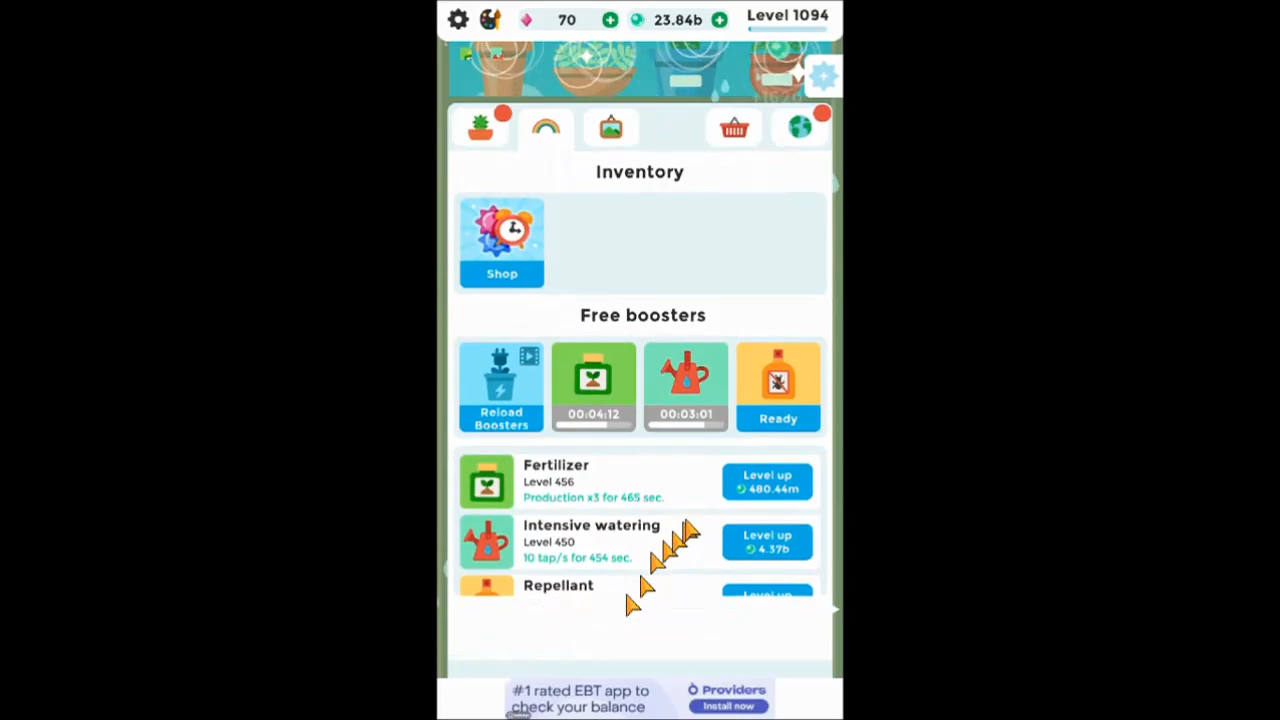 70
23.84b
Level 1094
Inventory
Shop
Free boosters
Reload
Boosters
00:04:12
00:03:01
Ready
Fertilizer
Level 456
Production x3 for 465 sec.
Level up
480.44m
Intensive watering
Level 450
10 tap/s for 454 sec.
Level up
4.37b
Repellant
Level up
#1 rated EBT app to
check your balance
Providers
Install now